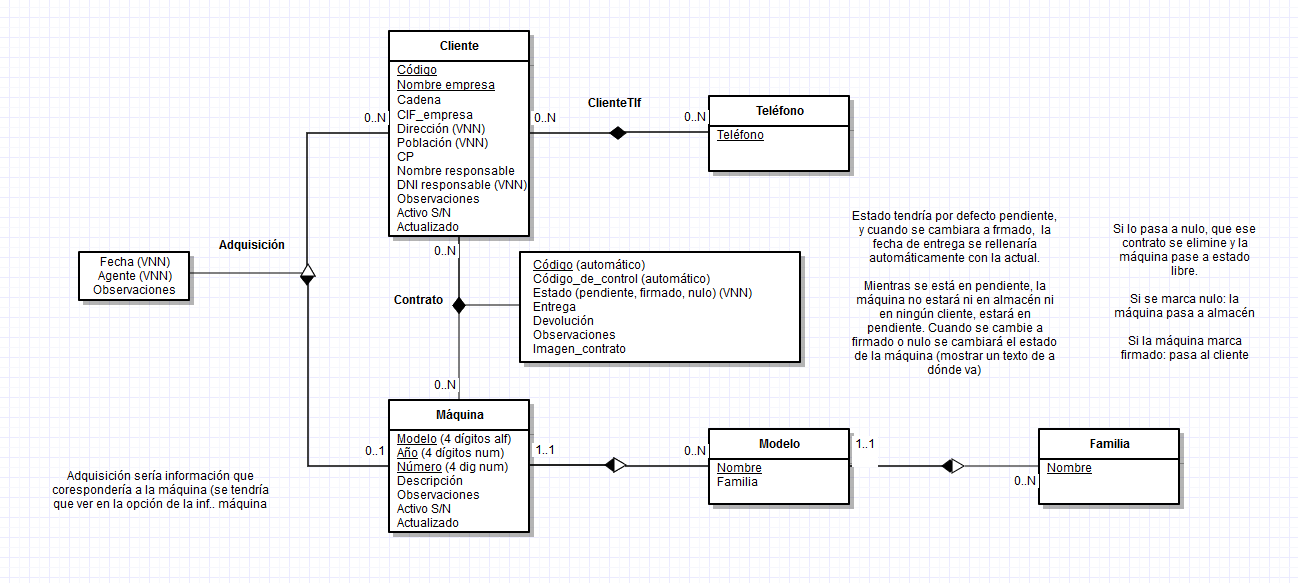 Cliente
Código
Nombre empresa
Cadena
CIF_empresa
Dirección (VNN)
Población (VNN)
CP
Nombre responsable
DNI responsable (VNN)
Observaciones
Activo S/N
Actualizado
0..N
0..N
ClienteTlf
0..N
Teléfono
Teléfono
Adquisición
Fecha (VNN)
Agente (VNN)
Observaciones
0..N
Contrato
0..N
Código (automático)
Código_de_control (automático)
Estado (pendiente, firmado, nulo) (VNN)
Entrega
Devolución
Observaciones
Imagen_contrato
Estado tendría por defecto pendiente,
y cuando se cambiara a frmado, la
fecha de entrega se rellenaría
automáticamente con la actual.
Mientras se está en pendiente, la
máquina no estará ni en almacén ni
en ningún cliente, estará en
pendiente. Cuando se cambie a
firmado o nulo se cambiará el estado
de la máquina (mostrar un texto de a
dónde va)
Si lo pasa a nulo, que ese
contrato se elimine y la
máquina pase a estado
libre.
Si se marca nulo: la
máquina pasa a almacén
Si la máquina marca
firmado: pasa al cliente
0..1
Máquina
Modelo (4 dígitos alf)
Año (4 dígitos num)
Número (4 dig num)
Descripción
Observaciones
Activo S/N
Actualizado
1..1
0..N
Modelo
Nombre
Familia
1..1
0..N
Familia
Nombre
Adquisición sería información que
corespondería a la máquina (se tendría
que ver en la opción de la inf.. máquina